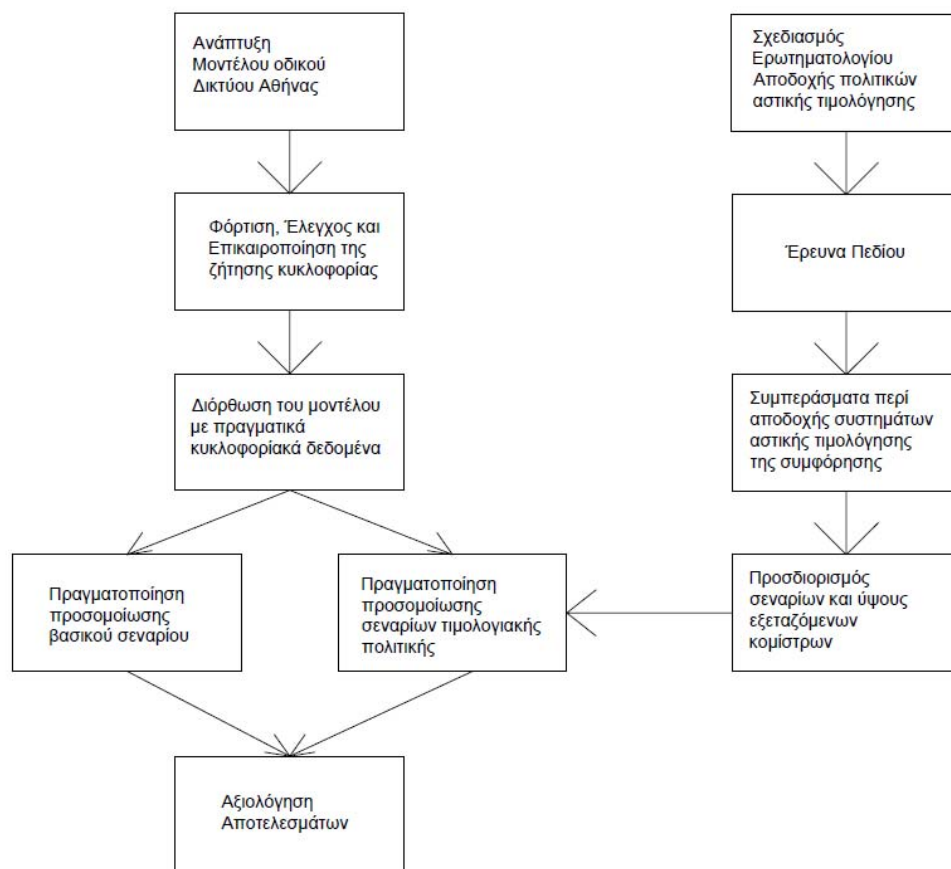 Ανάπτυξη
Μοντέλου οδικού
Δικτύου Αθήνας
Φόρτιση, Έλεγχος και
Επικαιροποίηση της
ζήτησης κυκλοφορίας
Διόρθωση του μοντέλου
με πραγματικά
κυκλοφοριακά δεδομένα
Πραγματοποίηση
προσομοίωσης
βασικού σεναρίου
Πραγματοποίηση
προσομοίωσης
σεναρίων τιμολογιακής
πολιτικής
Αξιολόγηση
Αποτελεσμάτων
Σχεδιασμός
Ερωτηματολογίου
Αποδοχής πολιτικών
αστικής τιμολόγησης
Έρευνα Πεδίου
Συμπεράσματα περί
αποδοχής συστημάτων
αστικής τιμολόγησης
της συμφόρησης
Προσδιορισμός
σεναρίων και ύψους
εξεταζόμενων
κομίστρων